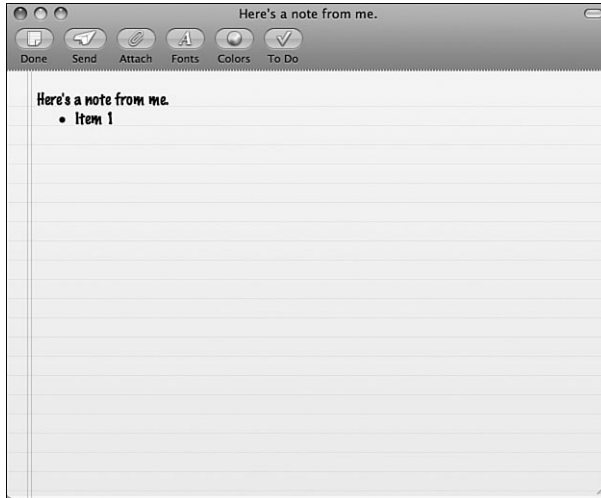 Here's a note from me.
Done Send Attach Fonts Colors To Do
Here's a note from me.
• Item 1